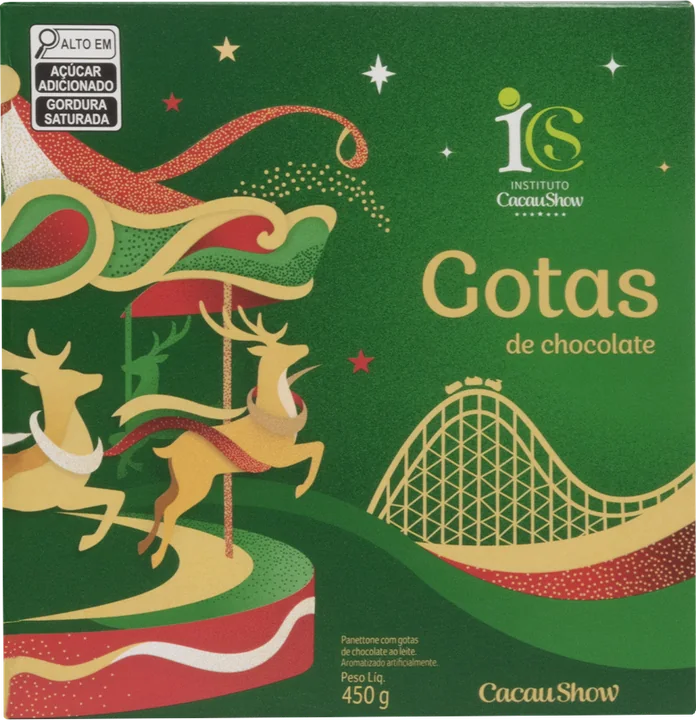 ALTO EM
AÇÚCAR
ADICIONADO
GORDURA
SATURADA
iCS
INSTITUTO
CacauShow
Gotas
de chocolate
Panettone com gotas
de chocolate ao leite.
Aromatizado artificialmente.
Peso Líq.
450 g
CacauShow